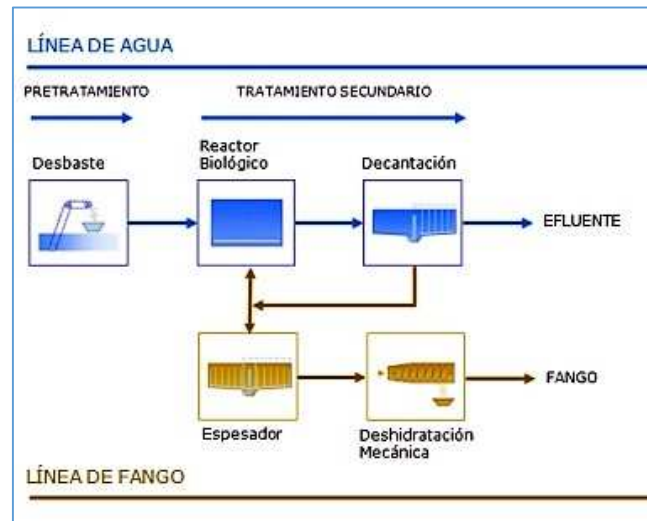 LÍNEA DE AGUA
PRETRATAMIENTO
TRATAMIENTO SECUNDARIO
Desbaste
Reactor
Biológico
Decantación
EFLUENTE
FANGO
Espesador
Deshidratación
Mecánica
LÍNEA DE FANGO